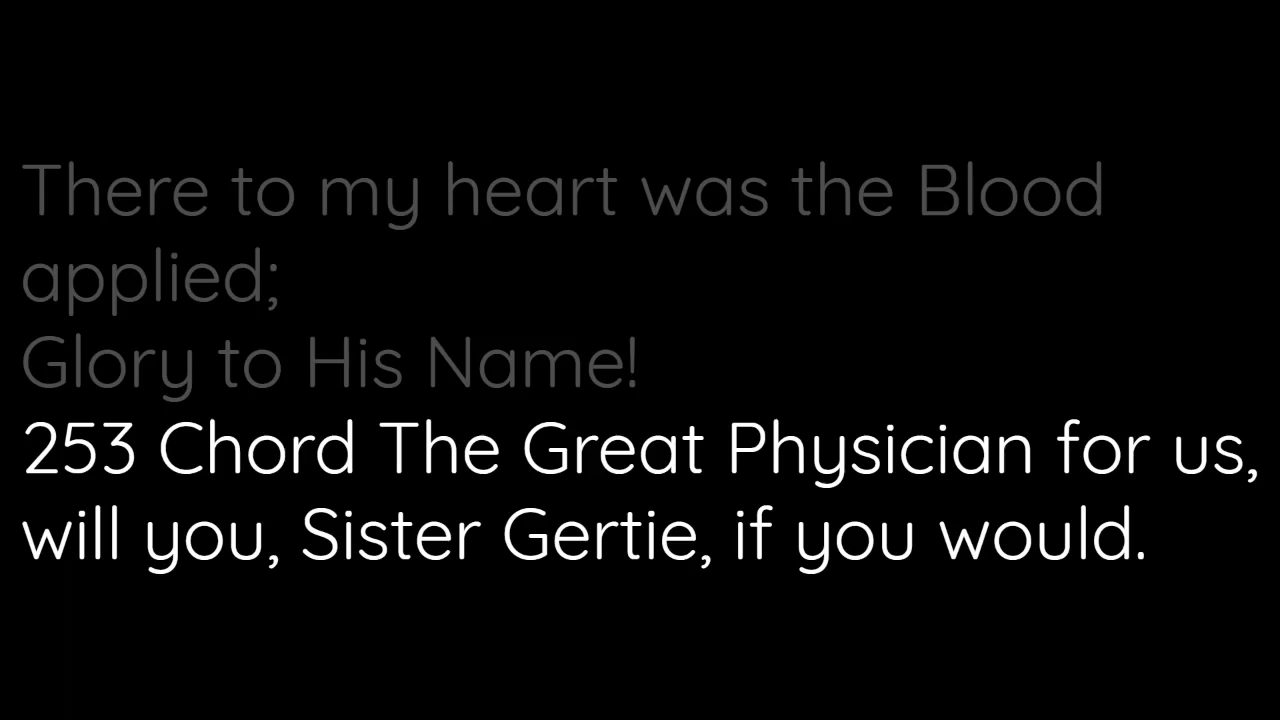 There to my heart was the Blood
applied;
Glory to His Name!
253 Chord The Great Physician for us,
will you, Sister Gertie, if you would.